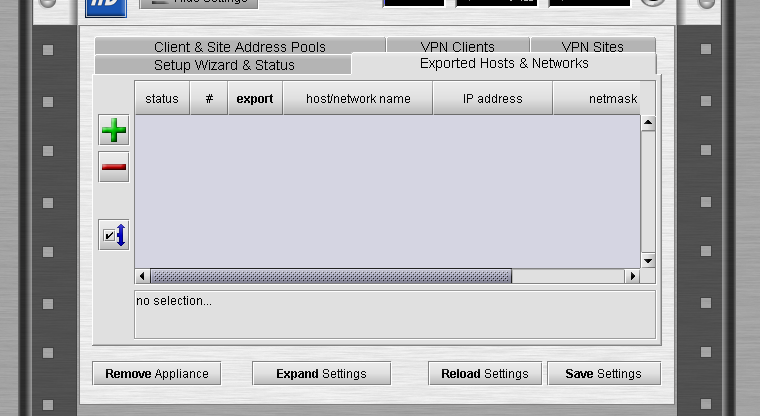 Hide Settings
Client & Site Address Pools VPN Clients VPN Sites
Setup Wizard & Status Exported Hosts & Networks
status # export host/network name IP address netmask
no selection...
Remove Appliance Expand Settings Reload Settings Save Settings